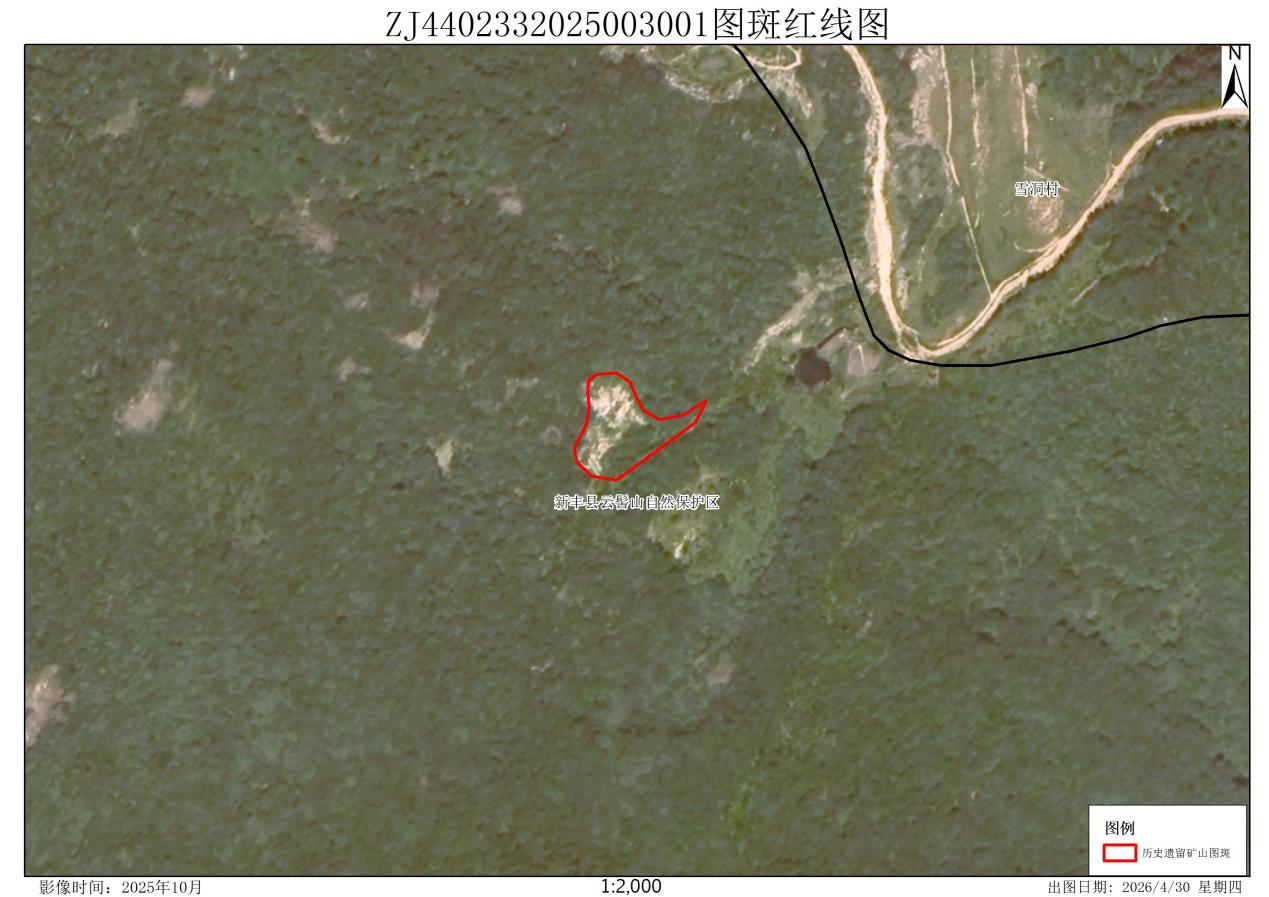 ZJ4402332025003001图斑红线图
N
雪洞村
新丰县云髻山自然保护区
图例
历史遗留矿山图斑
影像时间：2025年10月
1:2,000
出图日期：2026/4/30 星期四